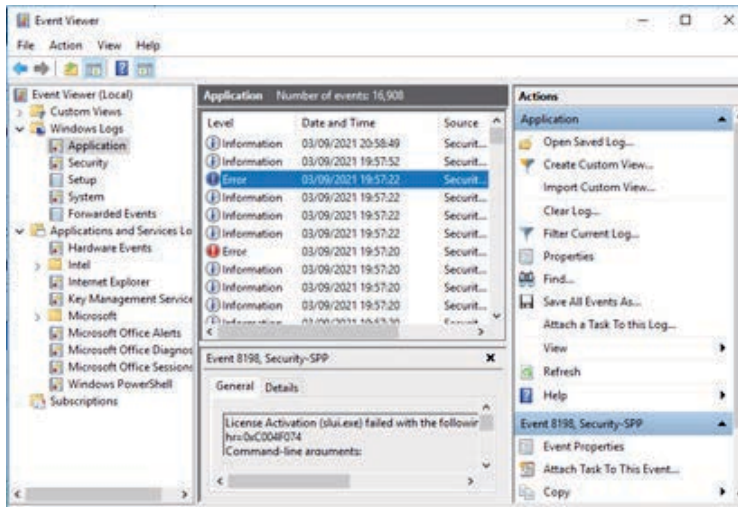 Event Viewer
File Action View Help
Event Viewer (Local)
Custom Views
Windows Logs
Application
Security
Setup
System
Forwarded Events
Applications and Services Lo
Hardware Events
Intel
Internet Explorer
Key Management Service
Microsoft
Microsoft Office Alerts
Microsoft Office Diagnos
Microsoft Office Sessions
Windows PowerShell
Subscriptions
Application Number of events: 16,908
Level Date and Time Source
Information 03/09/2021 20:58:49 Securit...
Information 03/09/2021 19:57:52 Securit...
Error 03/09/2021 19:57:22 Securit...
Information 03/09/2021 19:57:22 Securit...
Information 03/09/2021 19:57:22 Securit...
Information 03/09/2021 19:57:22 Securit...
Error 03/09/2021 19:57:20 Securit...
Information 03/09/2021 19:57:20 Securit...
Information 03/09/2021 19:57:20 Securit...
Information 03/09/2021 19:57:20 Securit...
Event 8198, Security-SPP
General Details
License Activation (slui.exe) failed with the followin
hr=0xC004F074
Command-line arguments:
Actions
Application
Open Saved Log...
Create Custom View...
Import Custom View...
Clear Log...
Filter Current Log...
Properties
Find...
Save All Events As...
Attach a Task To this Log...
View
Refresh
Help
Event 8198, Security-SPP
Event Properties
Attach Task To This Event...
Copy